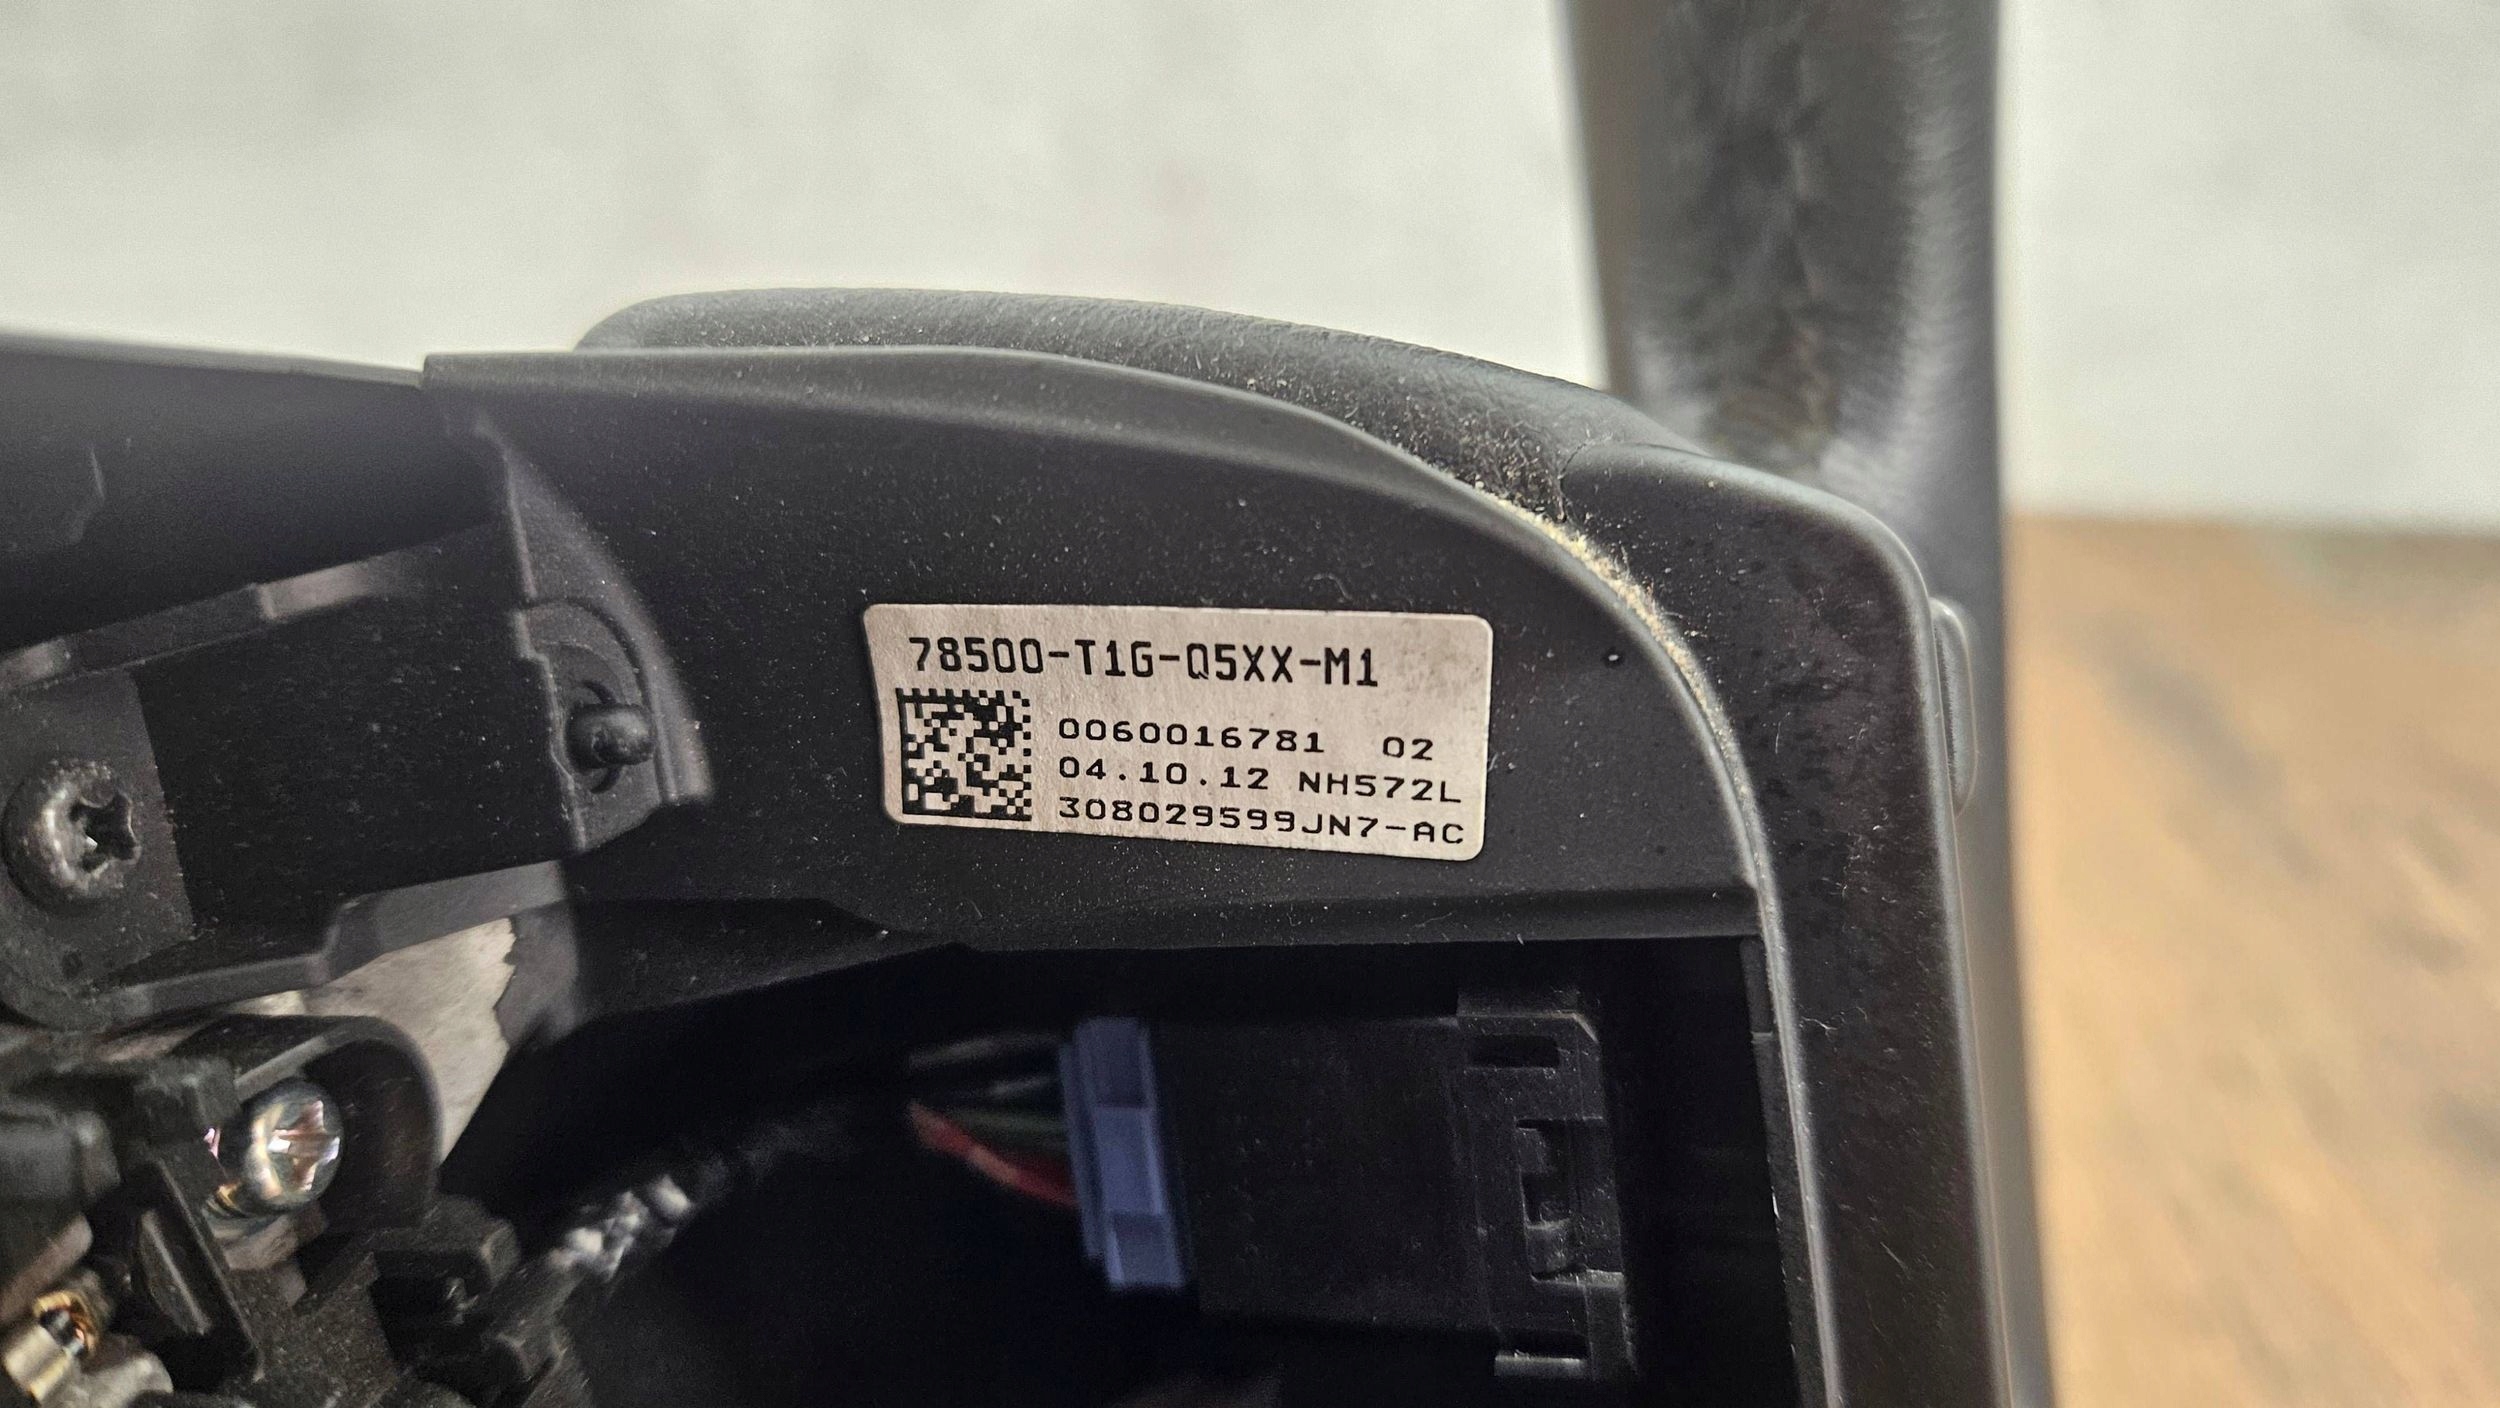 78500-T1G-Q5XX-M1
0060016781 02
04.10.12 NH572L
308029599JN7-AC